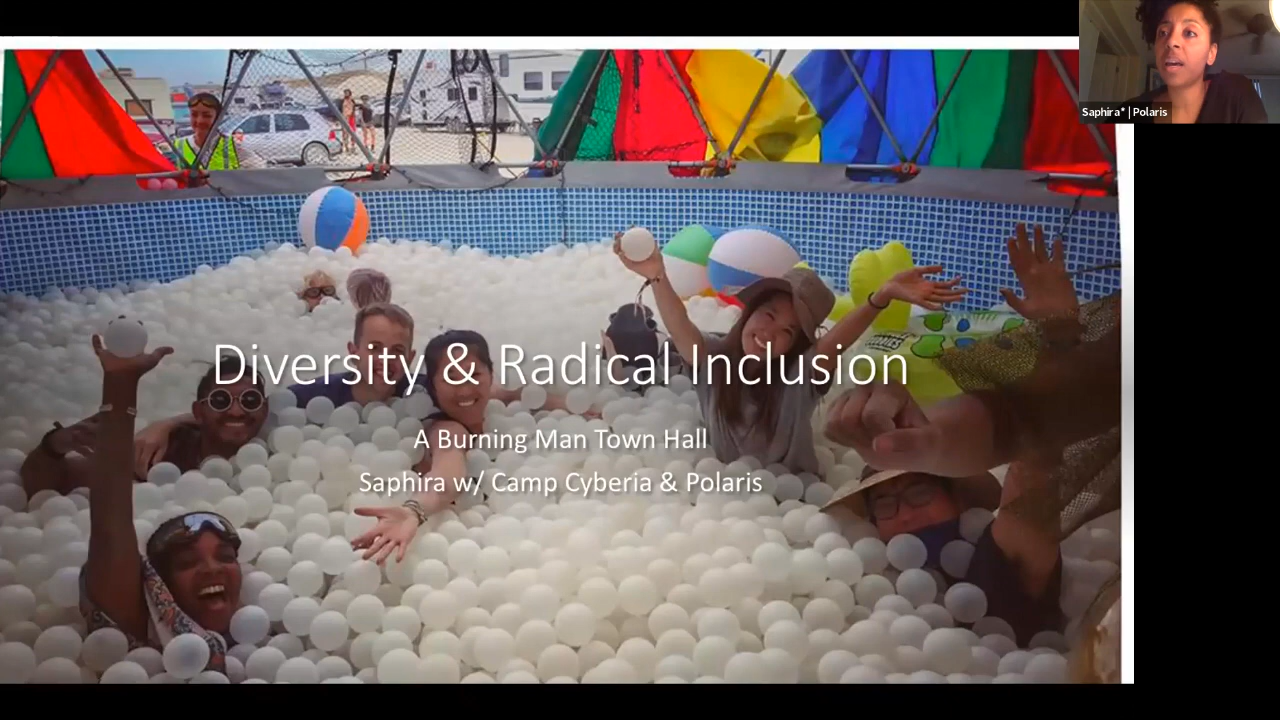 Saphira* | Polaris
Diversity & Radical Inclusion
A Burning Man Town Hall
Saphira w/ Camp Cyberia & Polaris